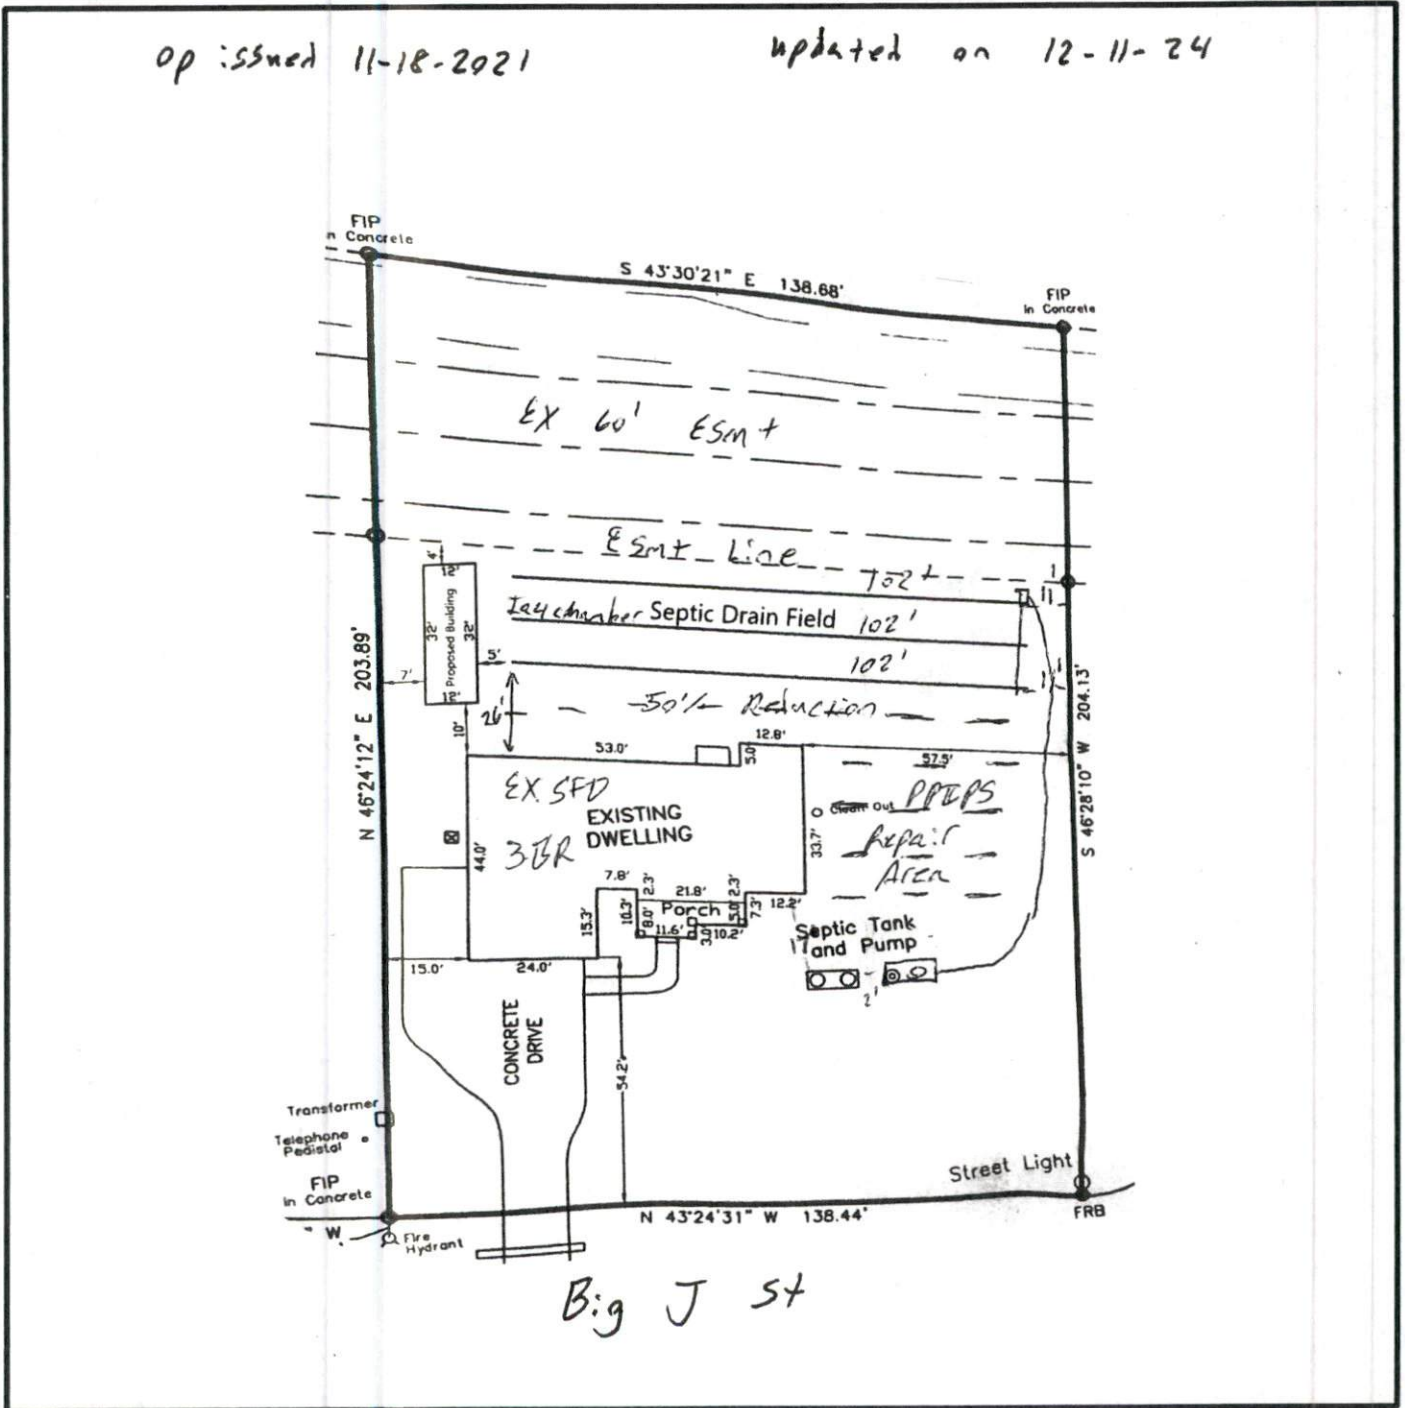 op issued 11-18-2021
updated on 12-11-24
FIP
n Concrete
S 43°30'21" E 138.68'
FIP
In Concrete
EX 60' ESmt
ESmt Line
4'
12'
32'
Proposed Building
32'
12'
7'
5'
10'
102'
Septic Drain Field 102'
102'
26'
50% Reduction
N 46°24'12" E 203.89'
S 46°28'10" W 204.13'
53.0'
12.8'
5.0'
57.5'
EX SFD
EXISTING
DWELLING
3BR
44.0'
33.7'
Clean Out PPBPS
Repair
Area
7.8'
2.3'
21.8'
2.3'
15.3'
10.3'
8.0'
Porch
5.0'
7.3'
12.2'
11.6'
3.0'
10.2'
Septic Tank
and Pump
17
2'
15.0'
24.0'
CONCRETE
DRIVE
54.2'
Transformer
Telephone
Pedistal
FIP
In Concrete
W
Fire
Hydrant
Street Light
FRB
N 43°24'31" W 138.44'
Big J St